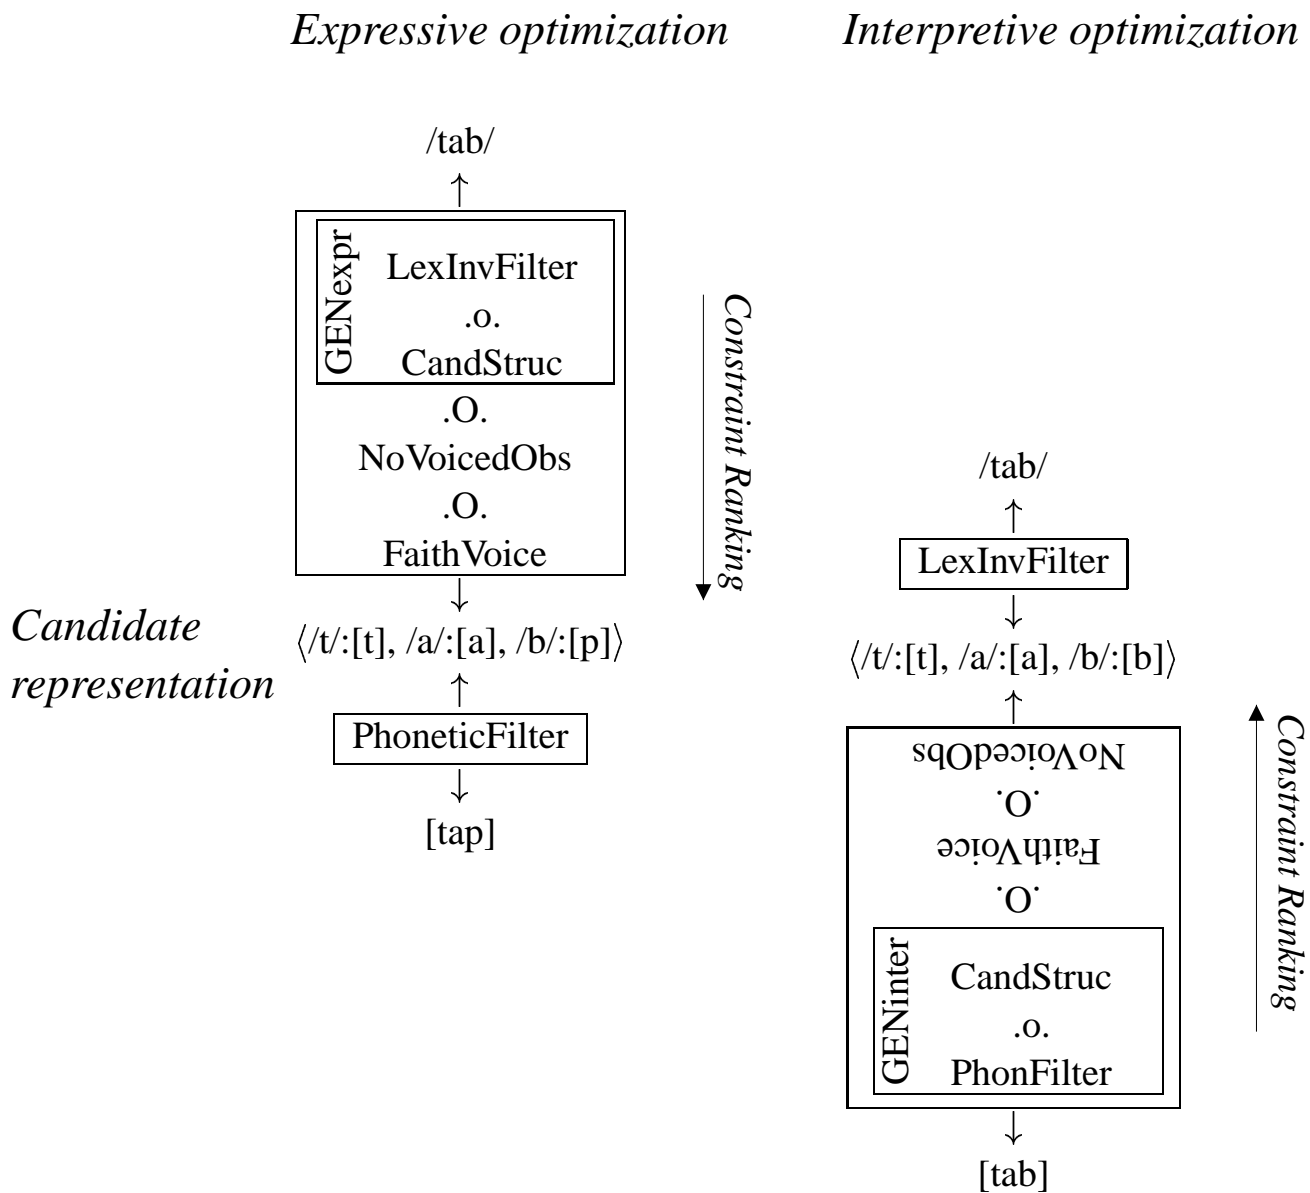 Expressive optimization
Interpretive optimization
/tab/
GENexpr
LexInvFilter
.o.
CandStruc
.O.
NoVoicedObs
.O.
FaithVoice
Constraint Ranking
Candidate
representation
⟨/t/:[t], /a/:[a], /b/:[p]⟩
PhoneticFilter
[tap]
/tab/
LexInvFilter
⟨/t/:[t], /a/:[a], /b/:[b]⟩
NoVoicedObs
.O.
FaithVoice
.O.
GENinter
CandStruc
.o.
PhonFilter
Constraint Ranking
[tab]